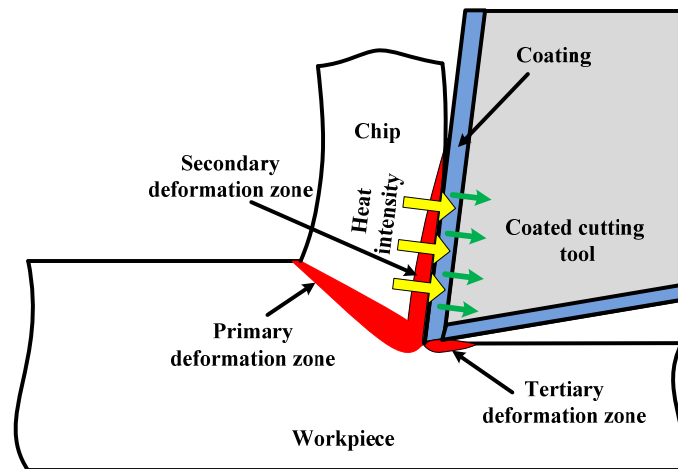 Coating
Chip
Secondary
deformation zone
Heat
intensity
Coated cutting
tool
Primary
deformation zone
Tertiary
deformation zone
Workpiece